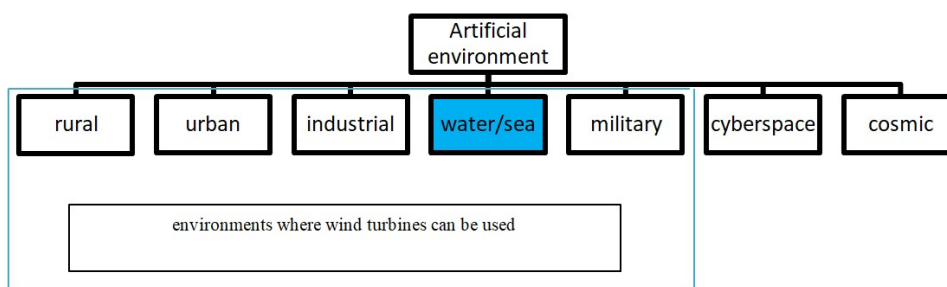 Artificial
environment
rural
urban
industrial
water/sea
military
cyberspace
cosmic
environments where wind turbines can be used